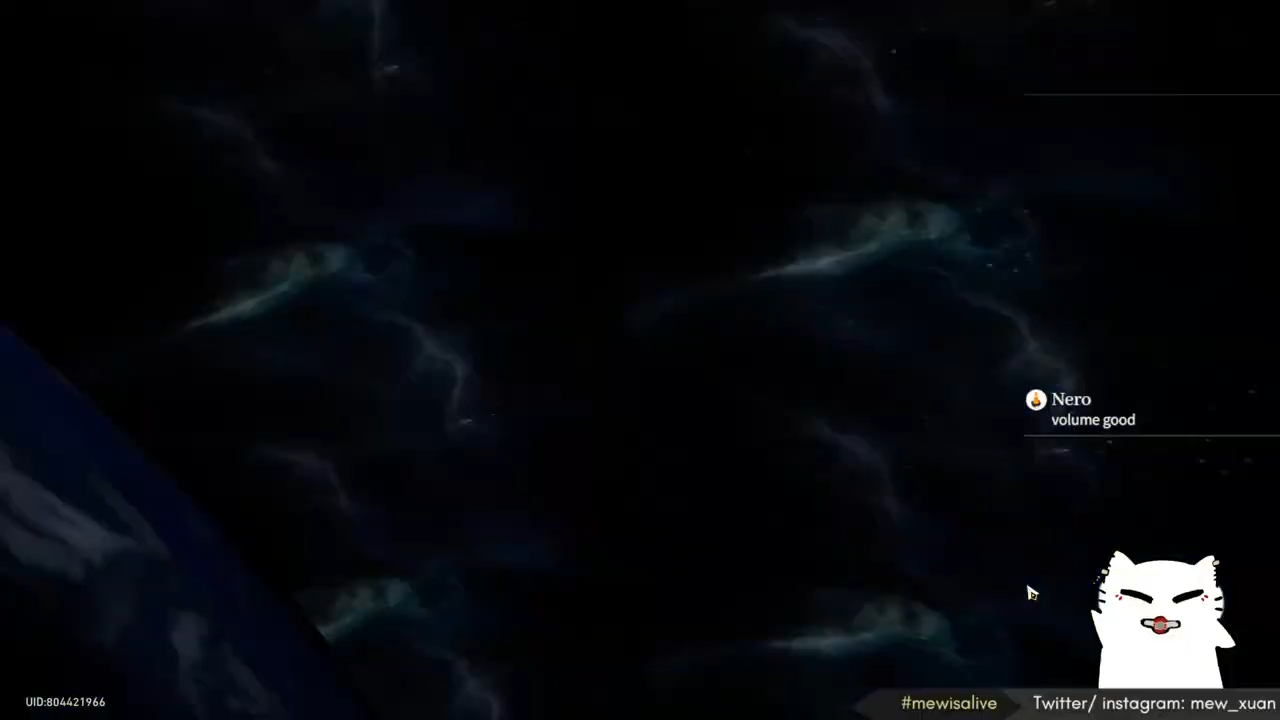 Nero
volume good
UID:804421966
#mewisalive
Twitter/ instagram: mew_xuan